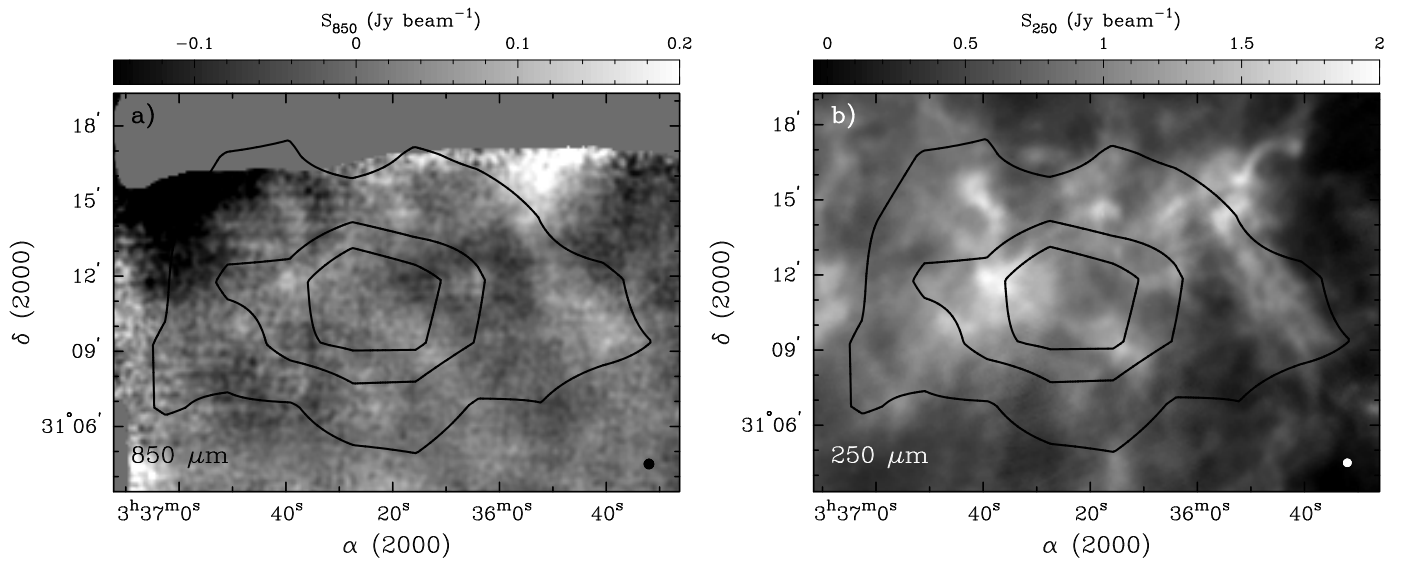 S₈₅₀ (Jy beam⁻¹)
−0.1 0 0.1 0.2
a)
18′
15′
12′
09′
31° 06′
δ (2000)
850 μm
3ʰ37ᵐ0ˢ 40ˢ 20ˢ 36ᵐ0ˢ 40ˢ
α (2000)
S₂₅₀ (Jy beam⁻¹)
0 0.5 1 1.5 2
b)
18′
15′
12′
09′
31° 06′
δ (2000)
250 μm
3ʰ37ᵐ0ˢ 40ˢ 20ˢ 36ᵐ0ˢ 40ˢ
α (2000)